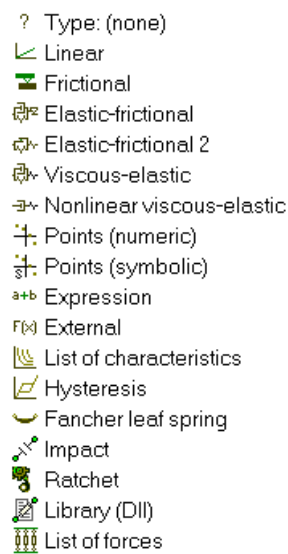 ? Type: (none)
Linear
Frictional
Elastic-frictional
Elastic-frictional 2
Viscous-elastic
Nonlinear viscous-elastic
Points (numeric)
s Points (symbolic)
a+b Expression
F(x) External
List of characteristics
Hysteresis
Fancher leaf spring
Impact
Ratchet
Library (Dll)
List of forces